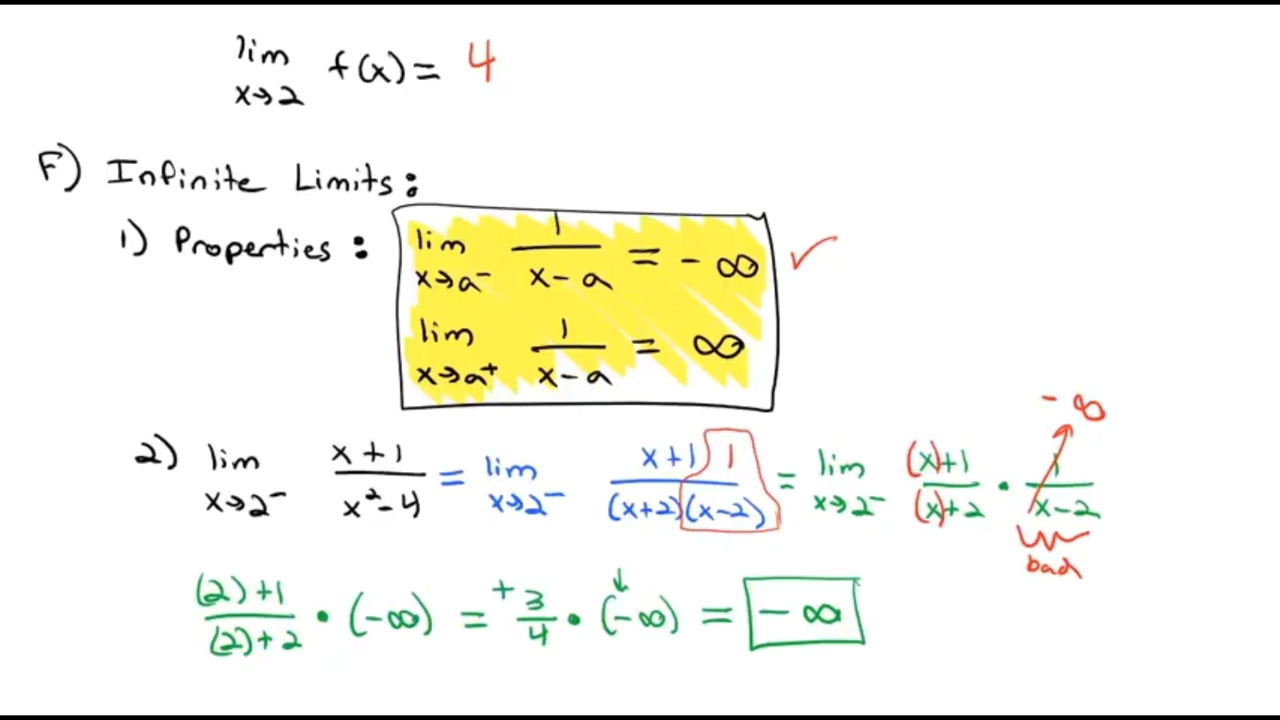 lim x→2 f(x) = 4
F) Infinite Limits:
1) Properties: lim x→a⁻ 1/(x-a) = -∞ ✓
lim x→a⁺ 1/(x-a) = ∞
-∞
2) lim x→2⁻ (x+1)/(x²-4) = lim x→2⁻ (x+1) 1/((x+2)(x-2)) = lim x→2⁻ ((x)+1)/((x)+2) • 1/(x-2)
bad
((2)+1)/((2)+2) • (-∞) = +3/4 • (-∞) = -∞